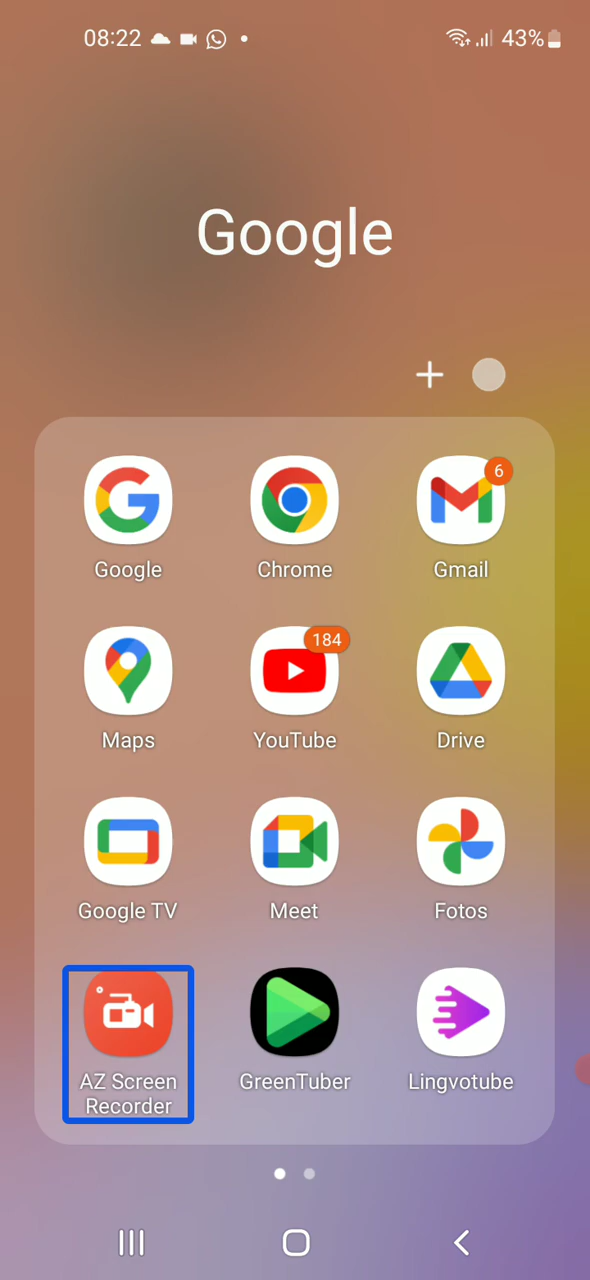 08:22
43%
Google
Google
Chrome
6
Gmail
Maps
184
YouTube
Drive
Google TV
Meet
Fotos
AZ Screen
Recorder
GreenTuber
Lingvotube